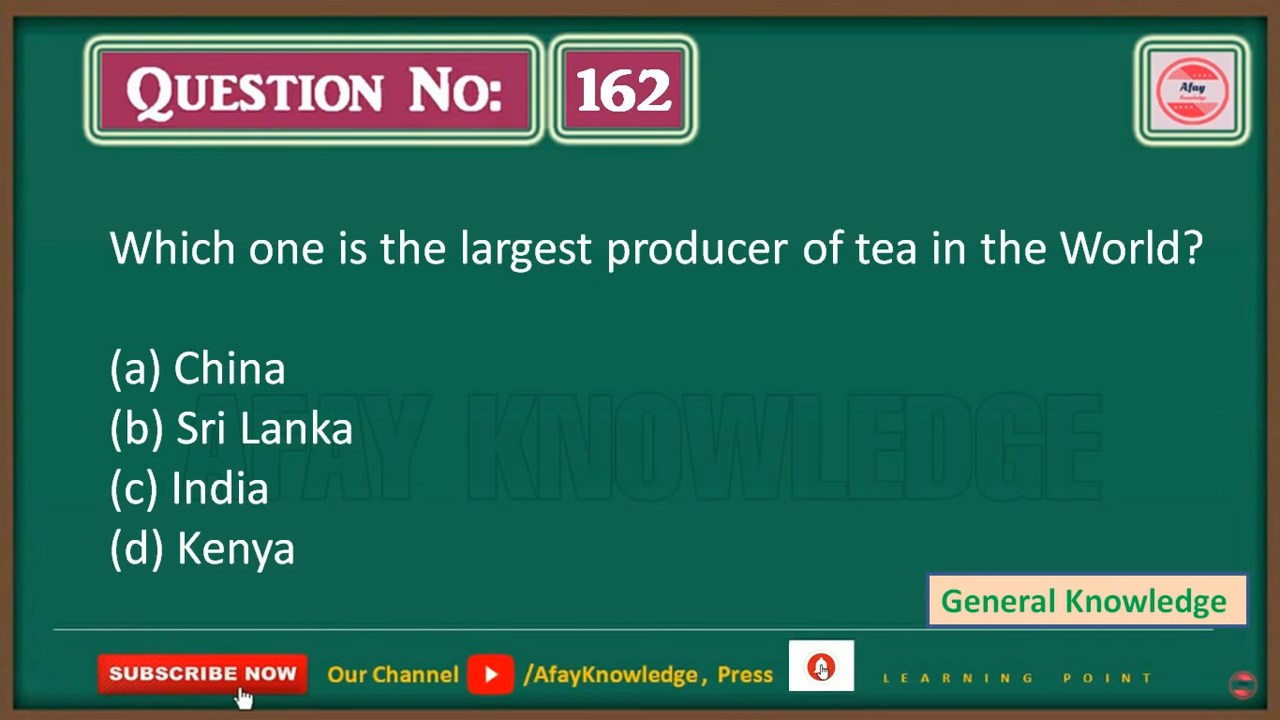 QUESTION NO: 162
Afay
Knowledge
Which one is the largest producer of tea in the World?
(a) China
(b) Sri Lanka
(c) India
(d) Kenya
AFAY KNOWLEDGE
General Knowledge
SUBSCRIBE NOW Our Channel /AfayKnowledge, Press LEARNING POINT